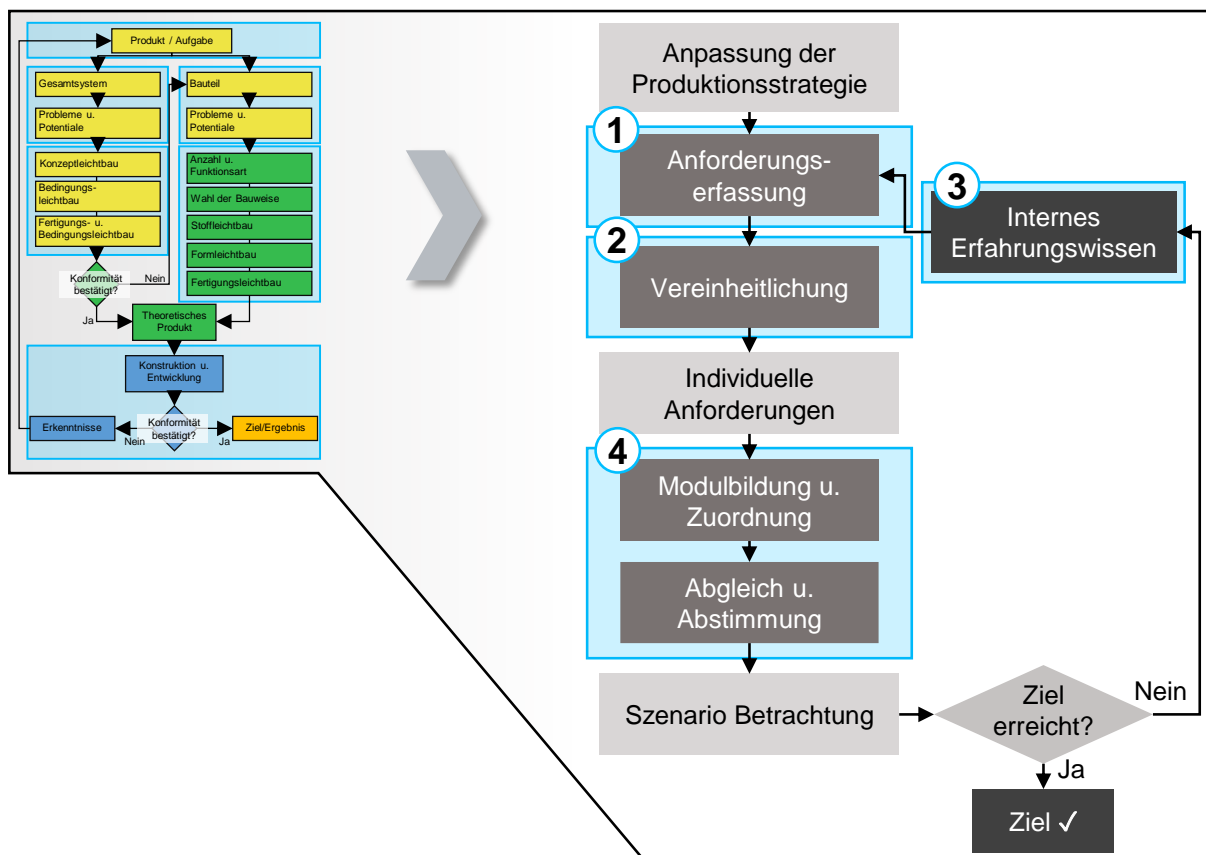 Produkt / Aufgabe
Gesamtsystem
Probleme u.
Potentiale
Konzeptleichtbau
Bedingungs-
leichtbau
Fertigungs- u.
Bedingungsleichtbau
Konformität
bestätigt?
Nein
Ja
Bauteil
Probleme u.
Potentiale
Anzahl u.
Funktionsart
Wahl der Bauweise
Stoffleichtbau
Formleichtbau
Fertigungsleichtbau
Theoretisches
Produkt
Konstruktion u.
Entwicklung
Erkenntnisse
Nein
Konformität
bestätigt?
Ja
Ziel/Ergebnis
Anpassung der
Produktionsstrategie
1
Anforderungs-
erfassung
2
Vereinheitlichung
3
Internes
Erfahrungswissen
Individuelle
Anforderungen
4
Modulbildung u.
Zuordnung
Abgleich u.
Abstimmung
Szenario Betrachtung
Ziel
erreicht?
Nein
Ja
Ziel ✓